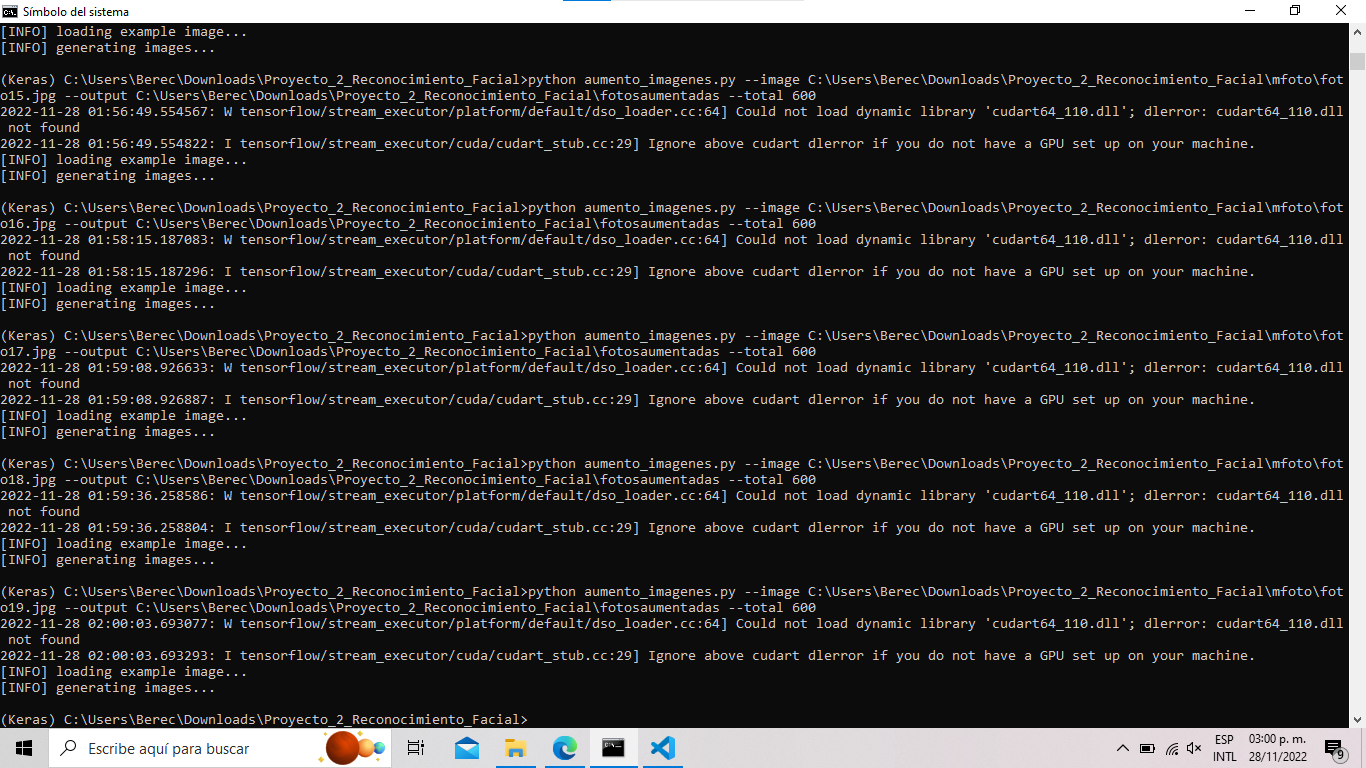 Símbolo del sistema
[INFO] loading example image...
[INFO] generating images...
(Keras) C:\Users\Berec\Downloads\Proyecto_2_Reconocimiento_Facial>python aumento_imagenes.py --image C:\Users\Berec\Downloads\Proyecto_2_Reconocimiento_Facial\mfoto\fot
o15.jpg --output C:\Users\Berec\Downloads\Proyecto_2_Reconocimiento_Facial\fotosaumentadas --total 600
2022-11-28 01:56:49.554567: W tensorflow/stream_executor/platform/default/dso_loader.cc:64] Could not load dynamic library 'cudart64_110.dll'; dlerror: cudart64_110.dll
not found
2022-11-28 01:56:49.554822: I tensorflow/stream_executor/cuda/cudart_stub.cc:29] Ignore above cudart dlerror if you do not have a GPU set up on your machine.
[INFO] loading example image...
[INFO] generating images...
(Keras) C:\Users\Berec\Downloads\Proyecto_2_Reconocimiento_Facial>python aumento_imagenes.py --image C:\Users\Berec\Downloads\Proyecto_2_Reconocimiento_Facial\mfoto\fot
o16.jpg --output C:\Users\Berec\Downloads\Proyecto_2_Reconocimiento_Facial\fotosaumentadas --total 600
2022-11-28 01:58:15.187083: W tensorflow/stream_executor/platform/default/dso_loader.cc:64] Could not load dynamic library 'cudart64_110.dll'; dlerror: cudart64_110.dll
not found
2022-11-28 01:58:15.187296: I tensorflow/stream_executor/cuda/cudart_stub.cc:29] Ignore above cudart dlerror if you do not have a GPU set up on your machine.
[INFO] loading example image...
[INFO] generating images...
(Keras) C:\Users\Berec\Downloads\Proyecto_2_Reconocimiento_Facial>python aumento_imagenes.py --image C:\Users\Berec\Downloads\Proyecto_2_Reconocimiento_Facial\mfoto\fot
o17.jpg --output C:\Users\Berec\Downloads\Proyecto_2_Reconocimiento_Facial\fotosaumentadas --total 600
2022-11-28 01:59:08.926633: W tensorflow/stream_executor/platform/default/dso_loader.cc:64] Could not load dynamic library 'cudart64_110.dll'; dlerror: cudart64_110.dll
not found
2022-11-28 01:59:08.926887: I tensorflow/stream_executor/cuda/cudart_stub.cc:29] Ignore above cudart dlerror if you do not have a GPU set up on your machine.
[INFO] loading example image...
[INFO] generating images...
(Keras) C:\Users\Berec\Downloads\Proyecto_2_Reconocimiento_Facial>python aumento_imagenes.py --image C:\Users\Berec\Downloads\Proyecto_2_Reconocimiento_Facial\mfoto\fot
o18.jpg --output C:\Users\Berec\Downloads\Proyecto_2_Reconocimiento_Facial\fotosaumentadas --total 600
2022-11-28 01:59:36.258586: W tensorflow/stream_executor/platform/default/dso_loader.cc:64] Could not load dynamic library 'cudart64_110.dll'; dlerror: cudart64_110.dll
not found
2022-11-28 01:59:36.258804: I tensorflow/stream_executor/cuda/cudart_stub.cc:29] Ignore above cudart dlerror if you do not have a GPU set up on your machine.
[INFO] loading example image...
[INFO] generating images...
(Keras) C:\Users\Berec\Downloads\Proyecto_2_Reconocimiento_Facial>python aumento_imagenes.py --image C:\Users\Berec\Downloads\Proyecto_2_Reconocimiento_Facial\mfoto\fot
o19.jpg --output C:\Users\Berec\Downloads\Proyecto_2_Reconocimiento_Facial\fotosaumentadas --total 600
2022-11-28 02:00:03.693077: W tensorflow/stream_executor/platform/default/dso_loader.cc:64] Could not load dynamic library 'cudart64_110.dll'; dlerror: cudart64_110.dll
not found
2022-11-28 02:00:03.693293: I tensorflow/stream_executor/cuda/cudart_stub.cc:29] Ignore above cudart dlerror if you do not have a GPU set up on your machine.
[INFO] loading example image...
[INFO] generating images...
(Keras) C:\Users\Berec\Downloads\Proyecto_2_Reconocimiento_Facial>
Escribe aquí para buscar
ESP
INTL
03:00 p. m.
28/11/2022
9